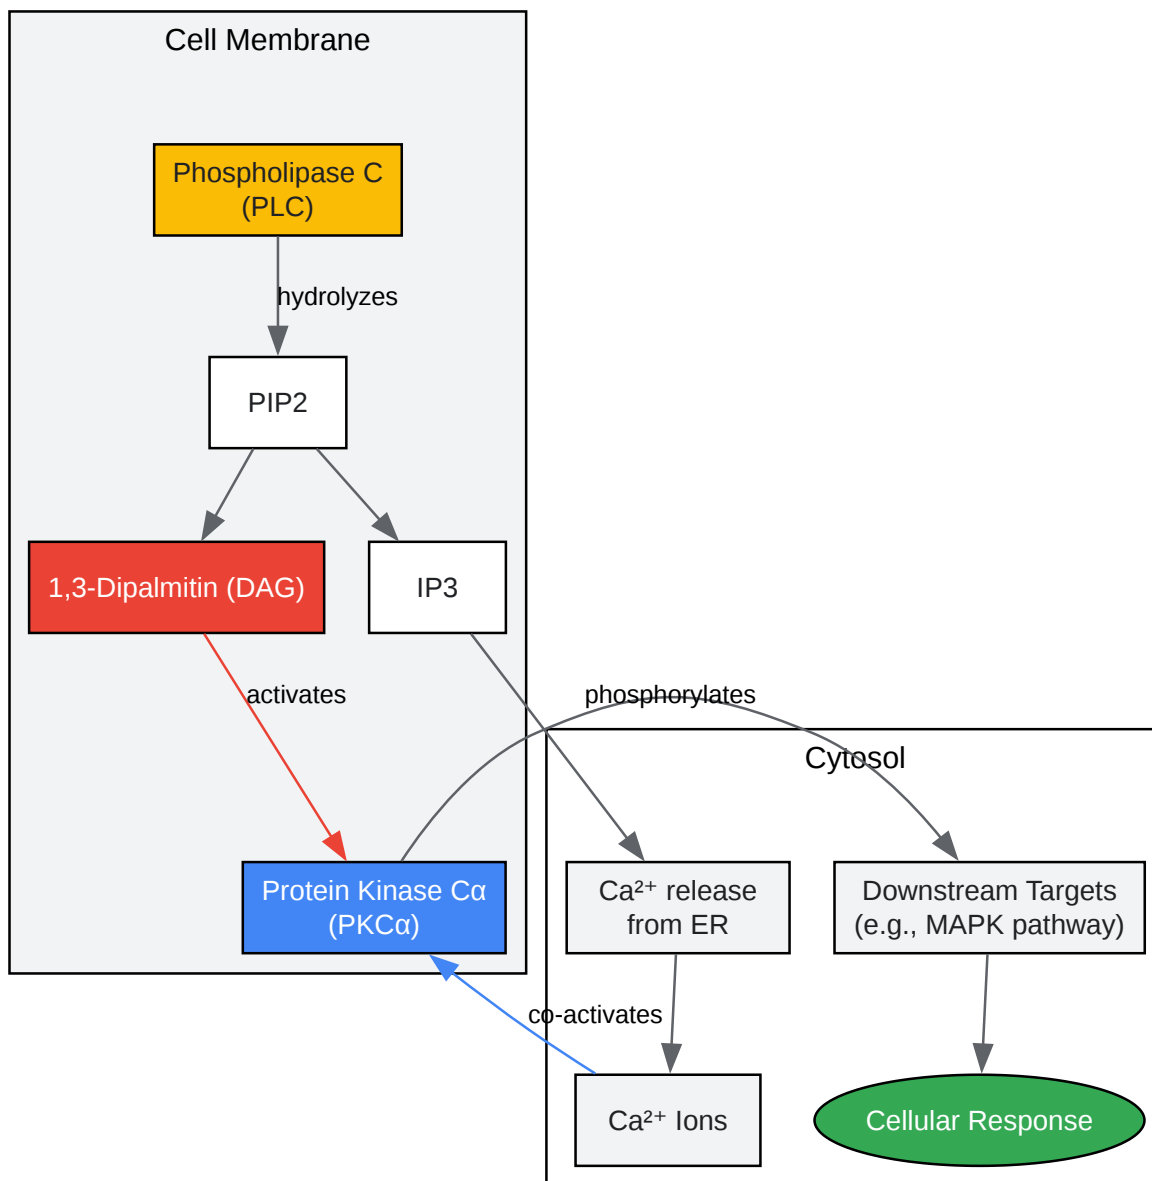 Cell Membrane
Phospholipase C
(PLC)
hydrolyzes
PIP2
1,3-Dipalmitin (DAG)
IP3
activates
phosphorylates
Cytosol
Protein Kinase Cα
(PKCα)
Ca²⁺ release
from ER
Downstream Targets
(e.g., MAPK pathway)
co-activates
Ca²⁺ Ions
Cellular Response